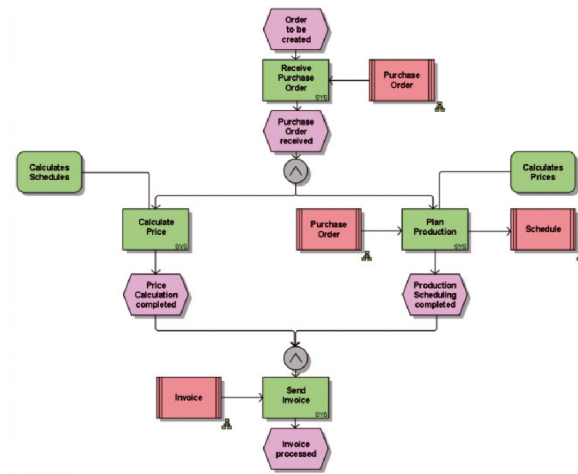 Order
to be
created
Receive
Purchase
Order
SYS
Purchase
Order
Purchase
Order
received
Calculates
Schedules
Calculates
Prices
Calculate
Price
SYS
Purchase
Order
Plan
Production
SYS
Schedule
Price
Calculation
completed
Production
Scheduling
completed
Invoice
Send
Invoice
SYS
Invoice
processed